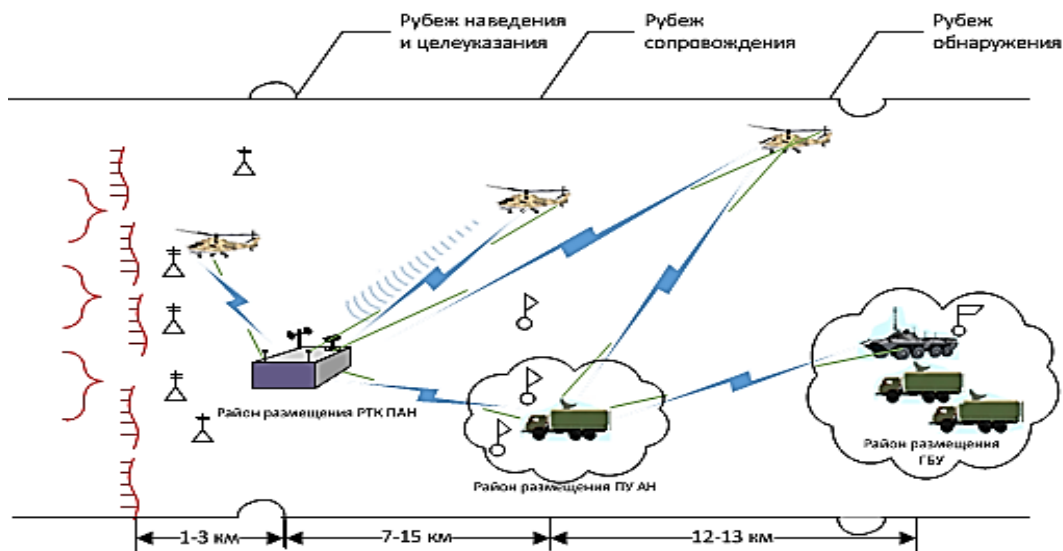 Рубеж наведения
и целеуказания
Рубеж
сопровождения
Рубеж
обнаружения
Район размещения РТК ПАН
Район размещения ПУ АН
Район размещения
ГБУ
1-3 км
7-15 км
12-13 км